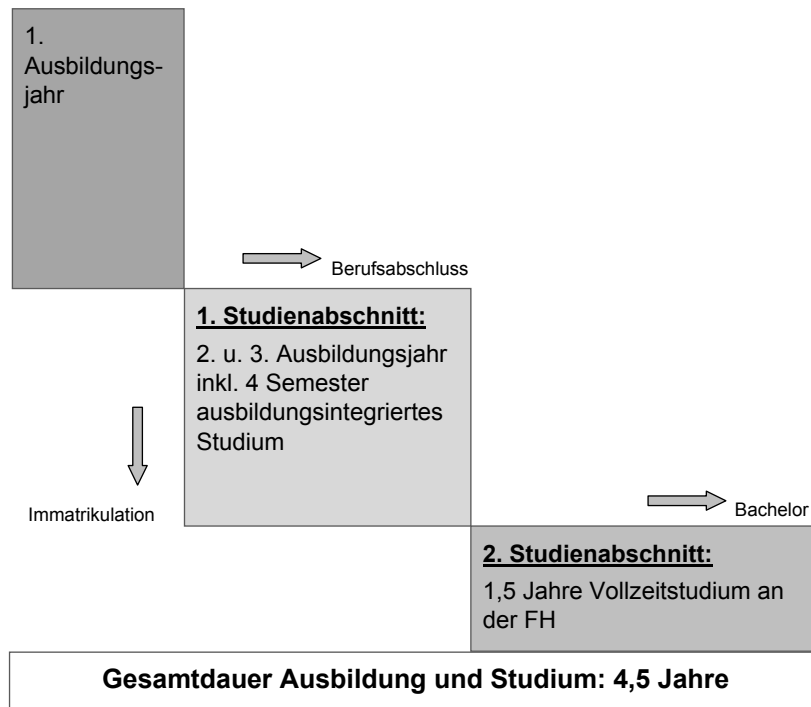 1.
Ausbildungs-
jahr
Berufsabschluss
1. Studienabschnitt:
2. u. 3. Ausbildungsjahr
inkl. 4 Semester
ausbildungsintegriertes
Studium
Immatrikulation
Bachelor
2. Studienabschnitt:
1,5 Jahre Vollzeitstudium an
der FH
Gesamtdauer Ausbildung und Studium: 4,5 Jahre